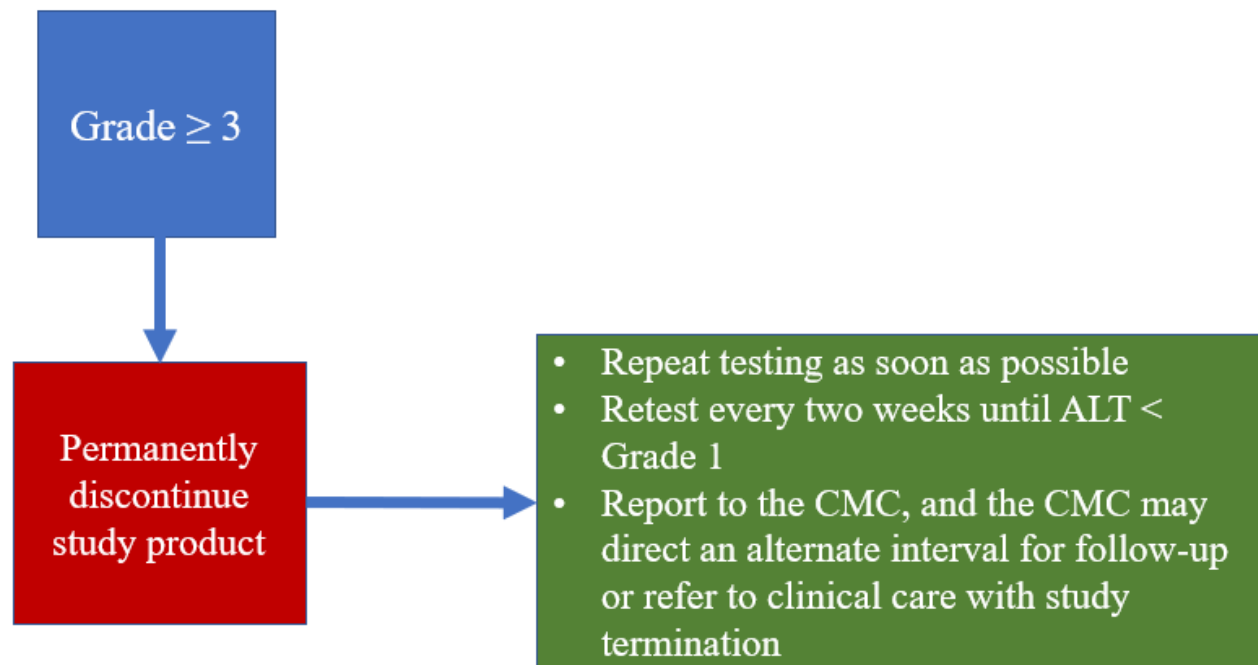 Grade ≥ 3
Permanently
discontinue
study product
• Repeat testing as soon as possible
• Retest every two weeks until ALT <
Grade 1
• Report to the CMC, and the CMC may
direct an alternate interval for follow-up
or refer to clinical care with study
termination